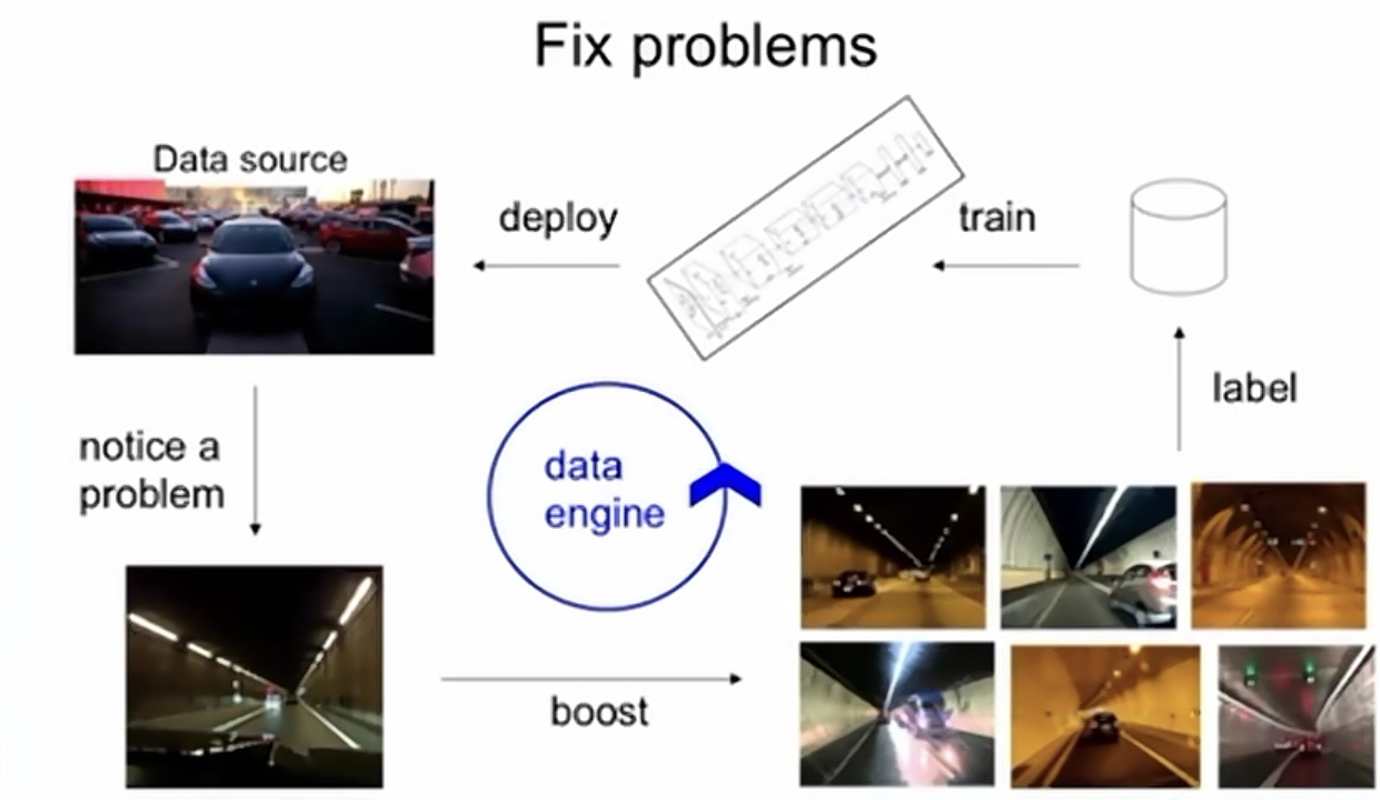 Fix problems
Data source
deploy
train
label
notice a
problem
data
engine
boost